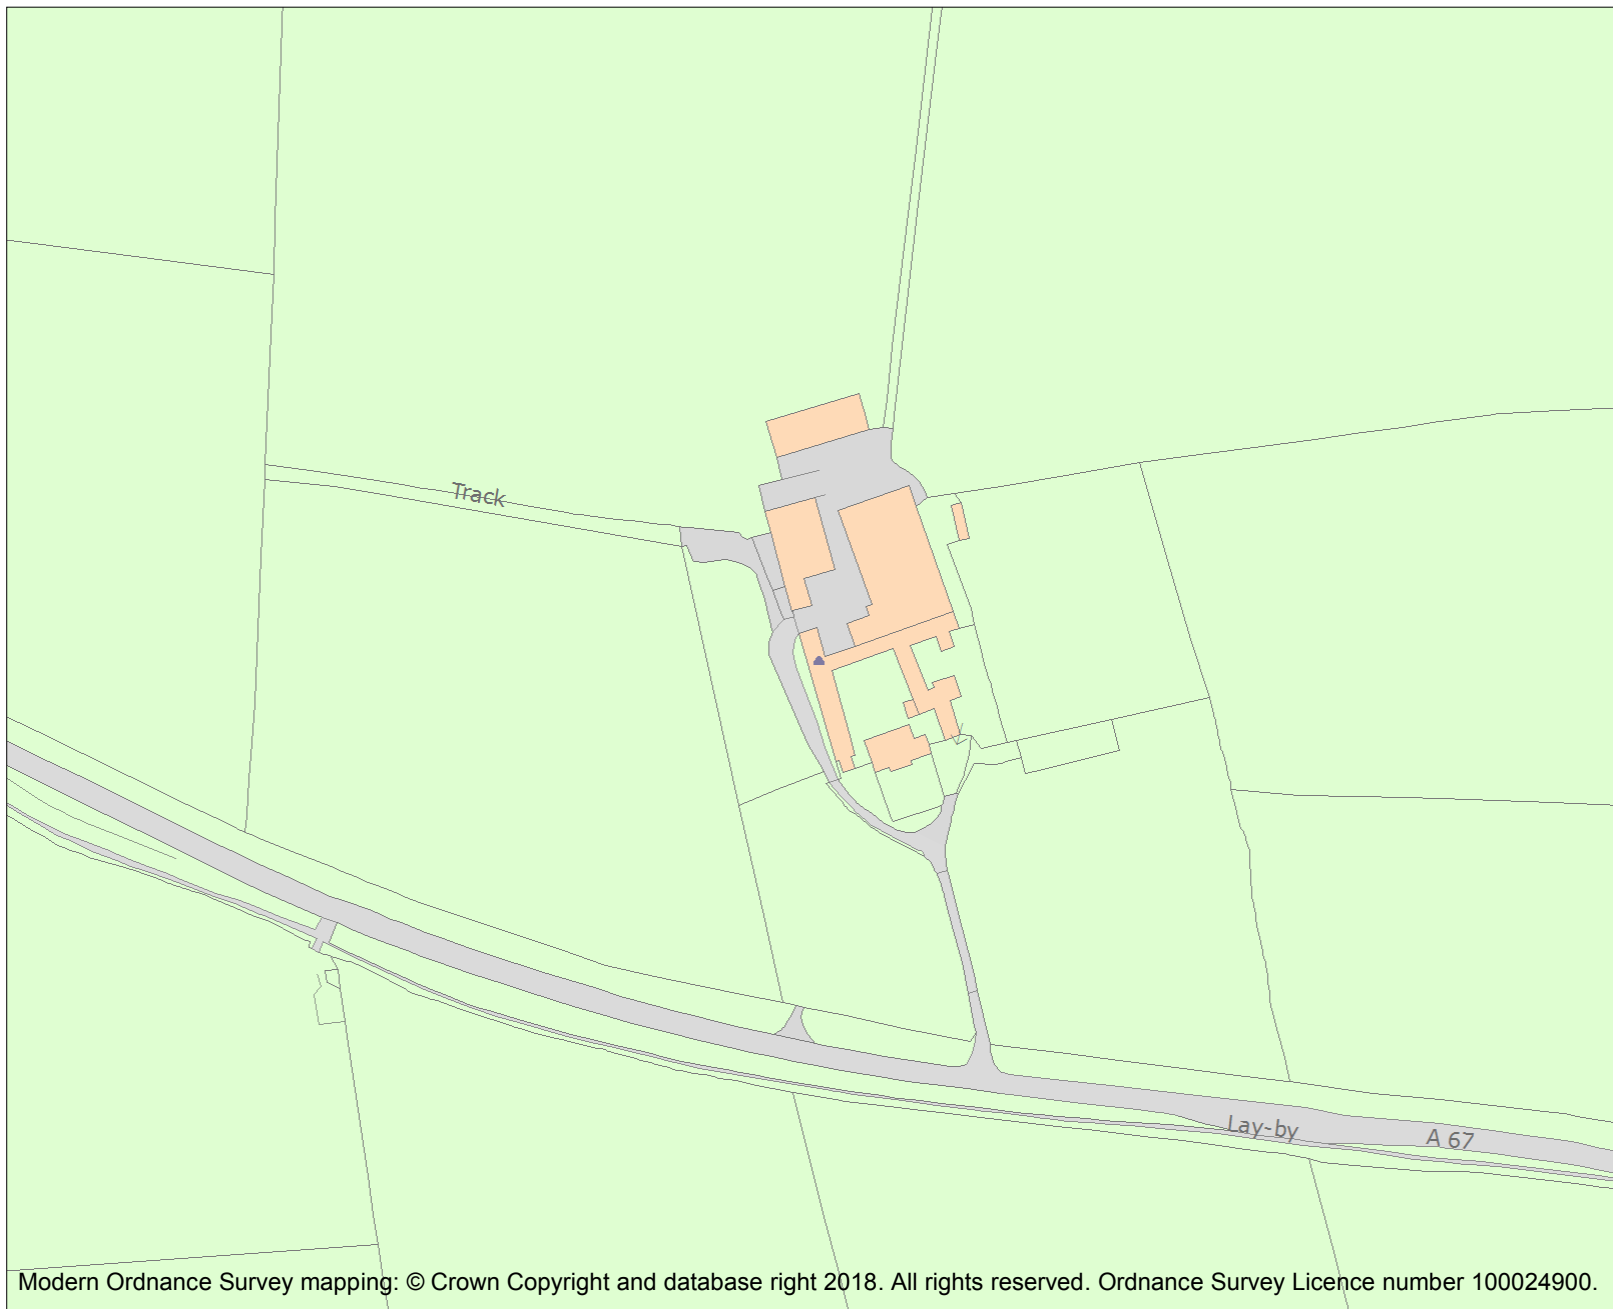 Track
Lay-by
A 67
Modern Ordnance Survey mapping: © Crown Copyright and database right 2018. All rights reserved. Ordnance Survey Licence number 100024900.